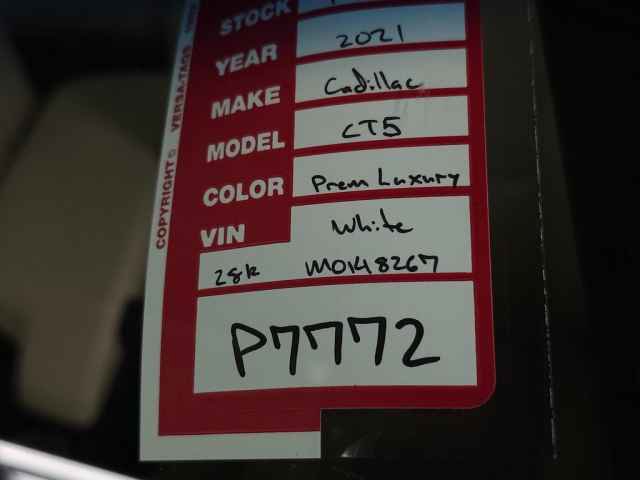 STOCK
YEAR 2021
MAKE Cadillac
MODEL CT5
COLOR Prem Luxury
VIN White
28k M0148267
P7772
COPYRIGHT © VERSA-TAGS